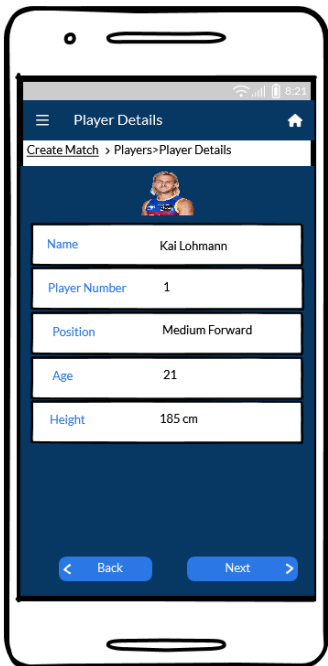 8:21
Player Details
Create Match > Players>Player Details
Name Kai Lohmann
Player Number 1
Position Medium Forward
Age 21
Height 185 cm
< Back Next >